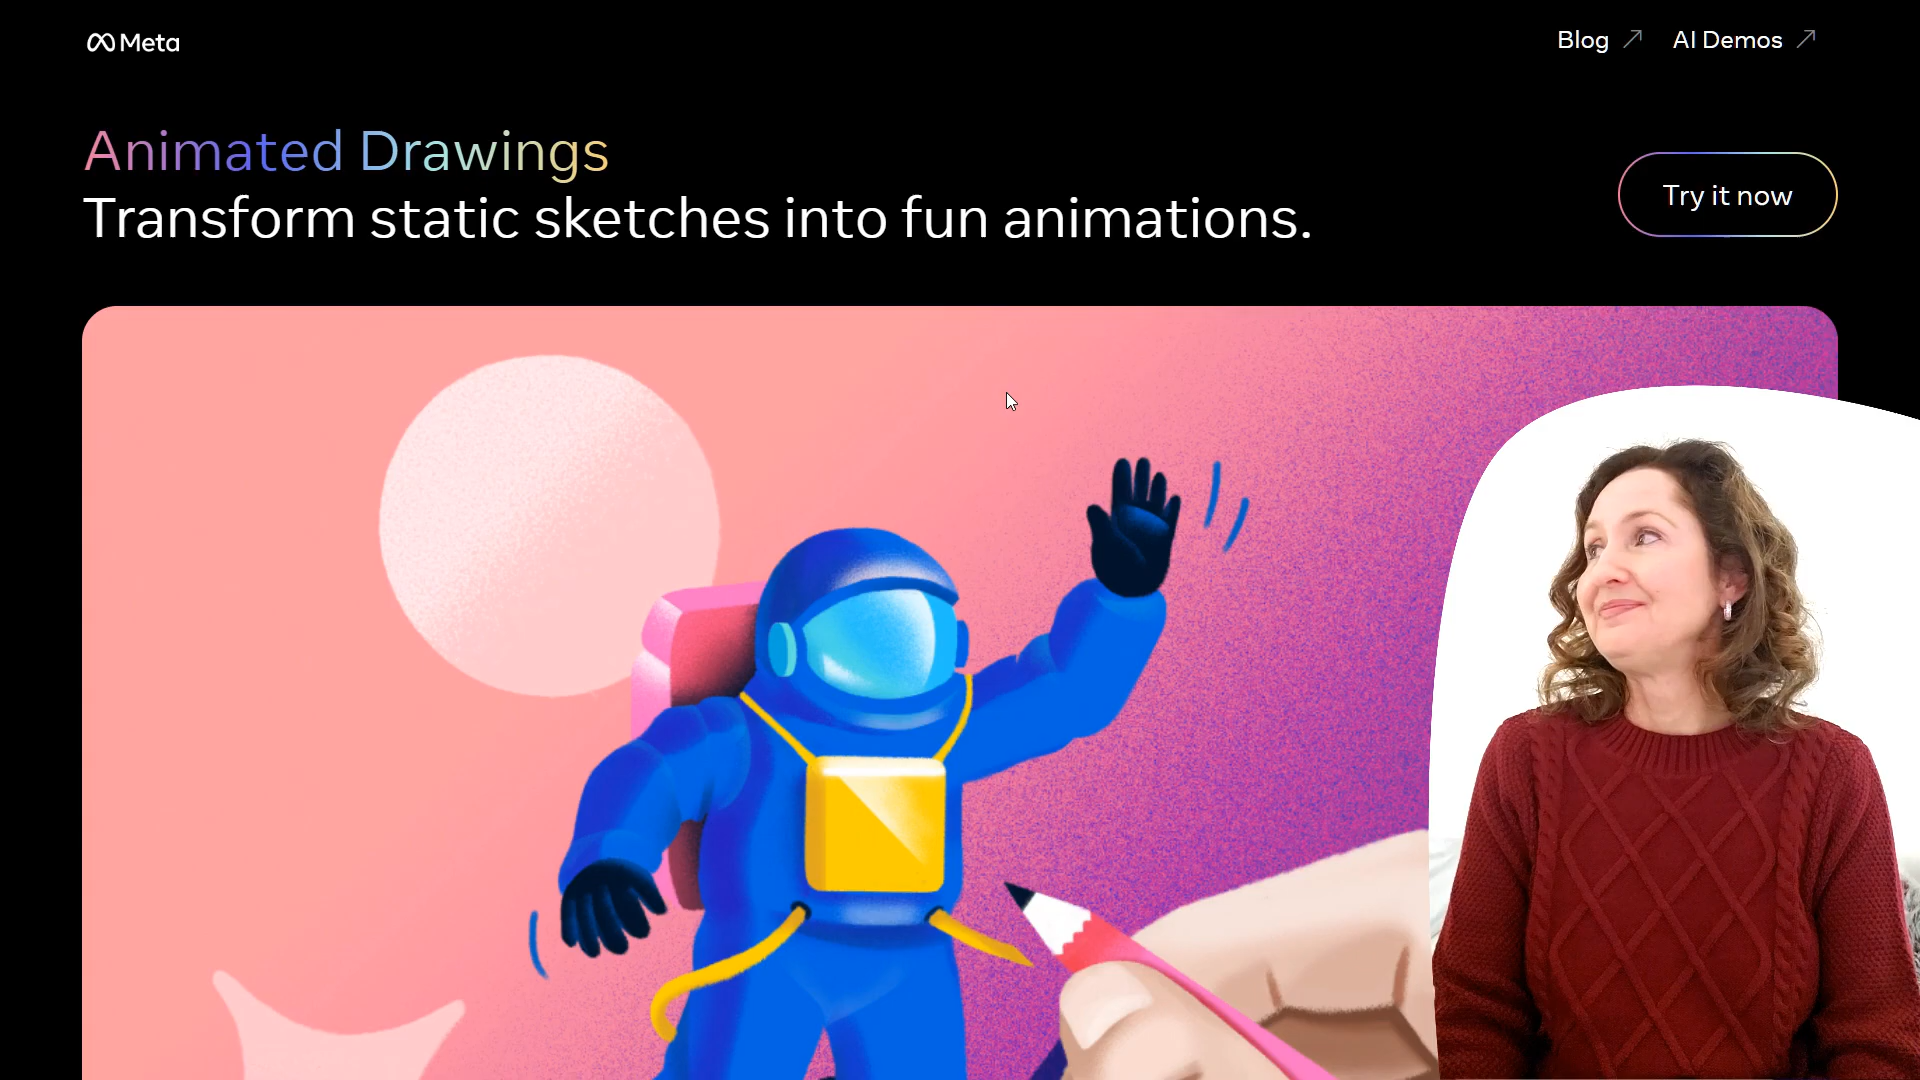 Meta
Blog
AI Demos
Animated Drawings
Transform static sketches into fun animations.
Try it now